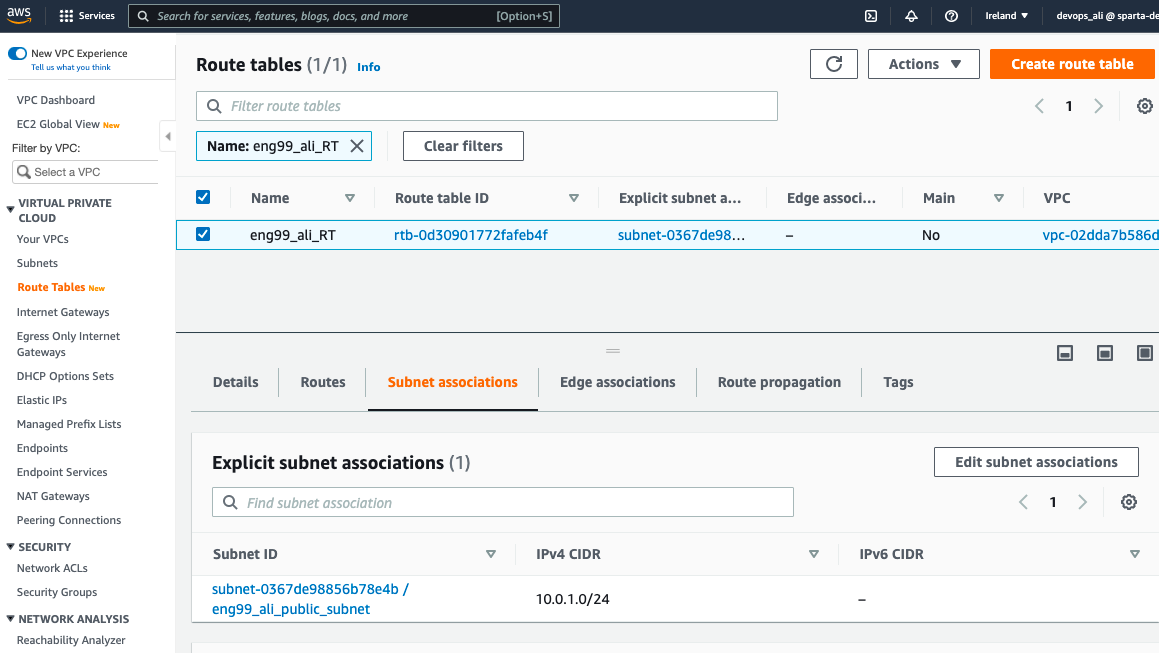 aws
Services
Search for services, features, blogs, docs, and more
[Option+S]
Ireland
devops_ali @ sparta-de
New VPC Experience
Tell us what you think
VPC Dashboard
EC2 Global View New
Filter by VPC:
Select a VPC
VIRTUAL PRIVATE
CLOUD
Your VPCs
Subnets
Route Tables New
Internet Gateways
Egress Only Internet
Gateways
DHCP Options Sets
Elastic IPs
Managed Prefix Lists
Endpoints
Endpoint Services
NAT Gateways
Peering Connections
SECURITY
Network ACLs
Security Groups
NETWORK ANALYSIS
Reachability Analyzer
Route tables (1/1) Info
Actions
Create route table
Filter route tables
1
Name: eng99_ali_RT
Clear filters
Name Route table ID Explicit subnet a... Edge associ... Main VPC
eng99_ali_RT rtb-0d30901772fafeb4f subnet-0367de98... – No vpc-02dda7b586d
Details Routes Subnet associations Edge associations Route propagation Tags
Explicit subnet associations (1)
Edit subnet associations
Find subnet association
1
Subnet ID IPv4 CIDR IPv6 CIDR
subnet-0367de98856b78e4b / 
eng99_ali_public_subnet
10.0.1.0/24
–